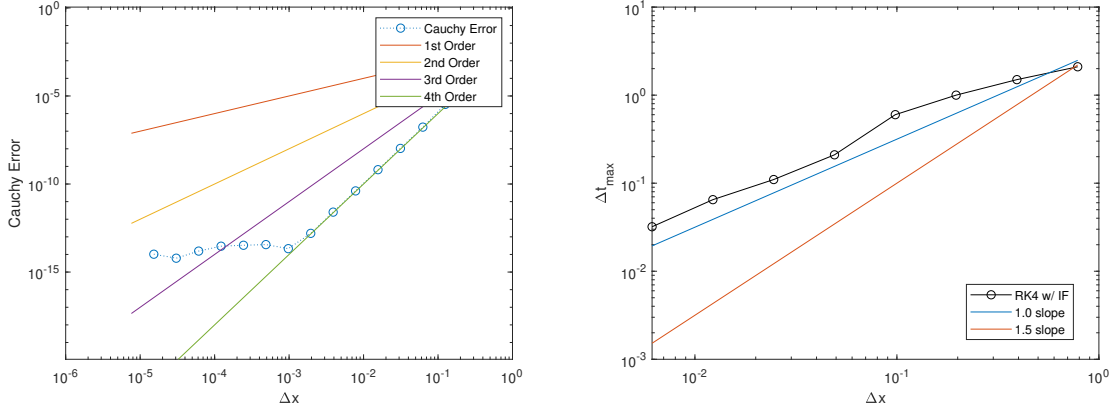 10^0
10^-5
10^-10
10^-15
Cauchy Error
10^-6
10^-5
10^-4
10^-3
10^-2
10^-1
10^0
Δx
Cauchy Error
1st Order
2nd Order
3rd Order
4th Order
10^1
10^0
10^-1
10^-2
10^-3
Δt_max
10^-2
10^-1
10^0
Δx
RK4 w/ IF
1.0 slope
1.5 slope